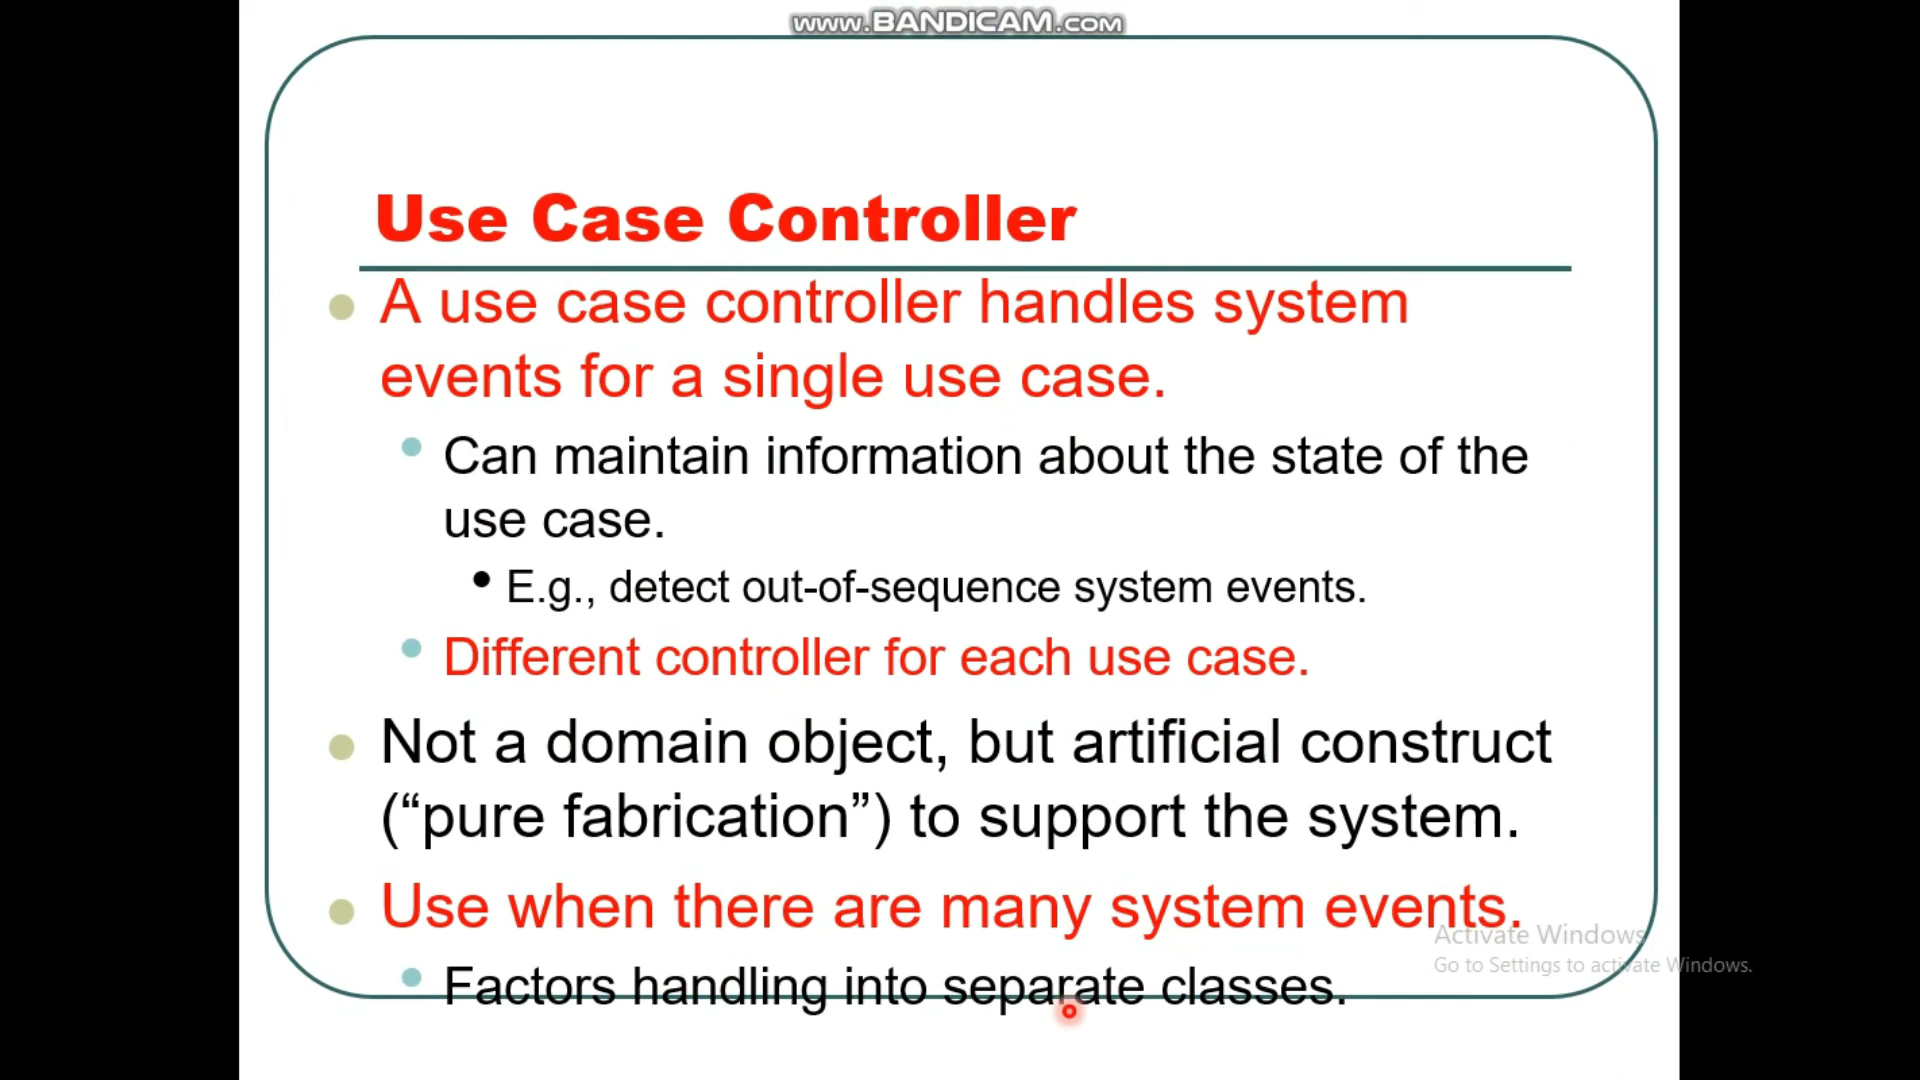 www.BANDICAM.com
Use Case Controller
A use case controller handles system
events for a single use case.
Can maintain information about the state of the
use case.
E.g., detect out-of-sequence system events.
Different controller for each use case.
Not a domain object, but artificial construct
(“pure fabrication”) to support the system.
Use when there are many system events.
Activate Windows
Go to Settings to activate Windows.
Factors handling into separate classes.